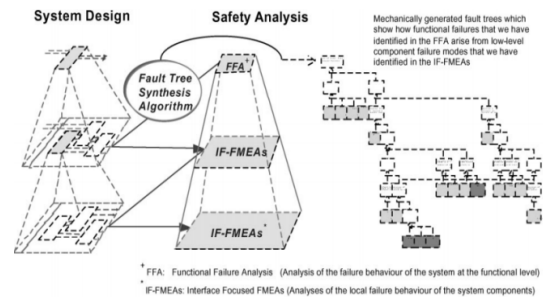 System Design
Safety Analysis
Mechanically generated fault trees which
show how functional failures that we have
identified in the FFA arise from low-level
component failure modes that we have
identified in the IF-FMEAs
FFA+
Fault Tree
Synthesis
Algorithm
IF-FMEAs
IF-FMEAs*
+ FFA: Functional Failure Analysis (Analysis of the failure behaviour of the system at the functional level)
* IF-FMEAs: Interface Focused FMEAs (Analyses of the local failure behaviour of the system components)